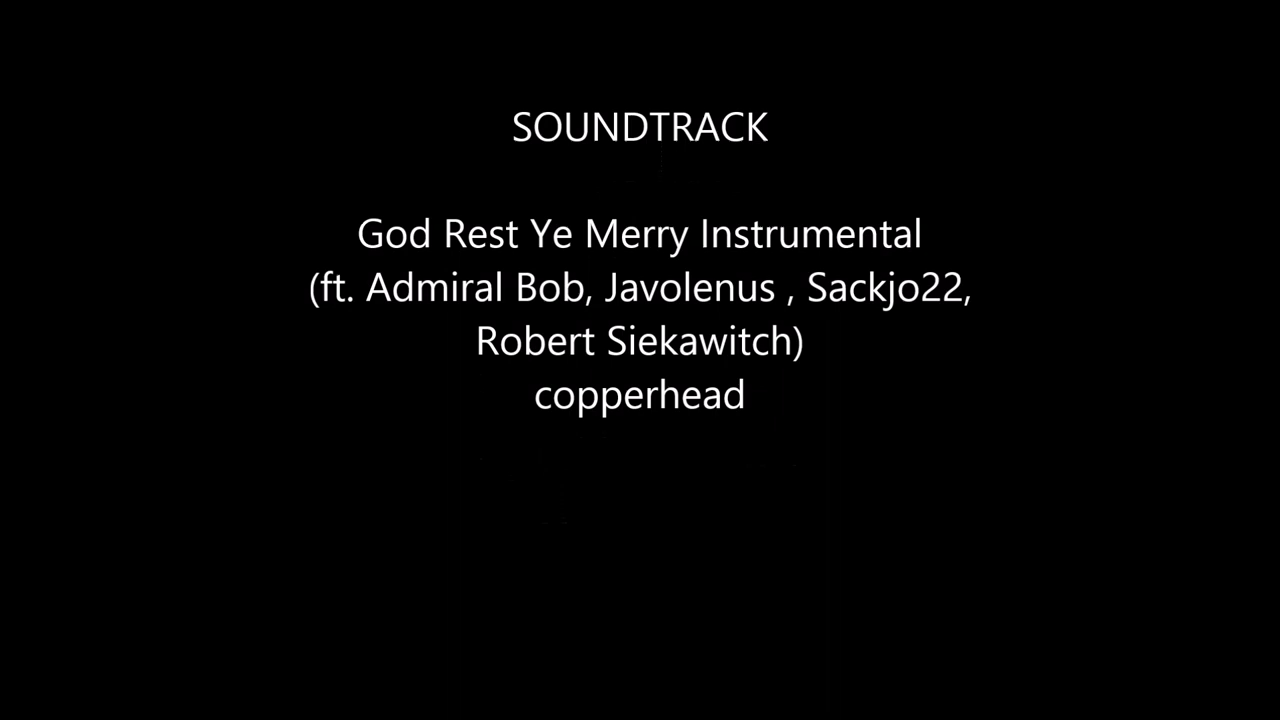 SOUNDTRACK
God Rest Ye Merry Instrumental
(ft. Admiral Bob, Javolenus , Sackjo22,
Robert Siekawitch)
copperhead